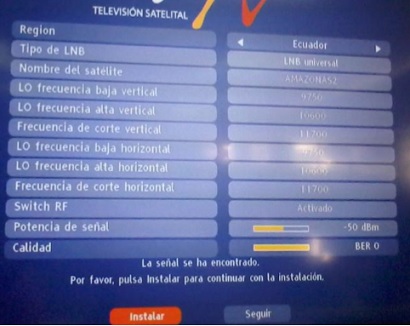 TELEVISIÓN SATELITAL
Region Ecuador
Tipo de LNB LNB universal
Nombre del satélite AMAZONAS2
LO frecuencia baja vertical 9750
LO frecuencia alta vertical 10600
Frecuencia de corte vertical 11700
LO frecuencia baja horizontal
LO frecuencia alta horizontal 10600
Frecuencia de corte horizontal 11700
Switch RF Activado
Potencia de señal -50 dBm
Calidad BER 0
La señal se ha encontrado.
Por favor, pulsa Instalar para continuar con la instalación.
Instalar Seguir